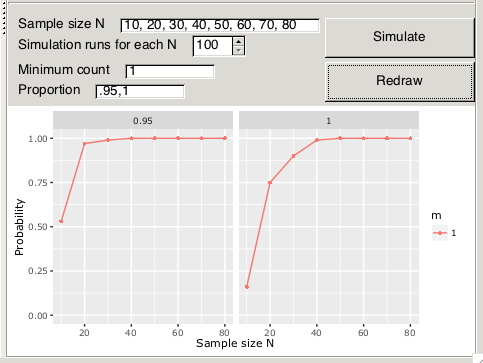 Sample size N 10, 20, 30, 40, 50, 60, 70, 80
Simulation runs for each N 100
Simulate
Minimum count 1
Proportion .95,1
Redraw
0.95 1
1.00
0.75
0.50
0.25
0.00
Probability
m
1
20 40 60 80 20 40 60 80
Sample size N